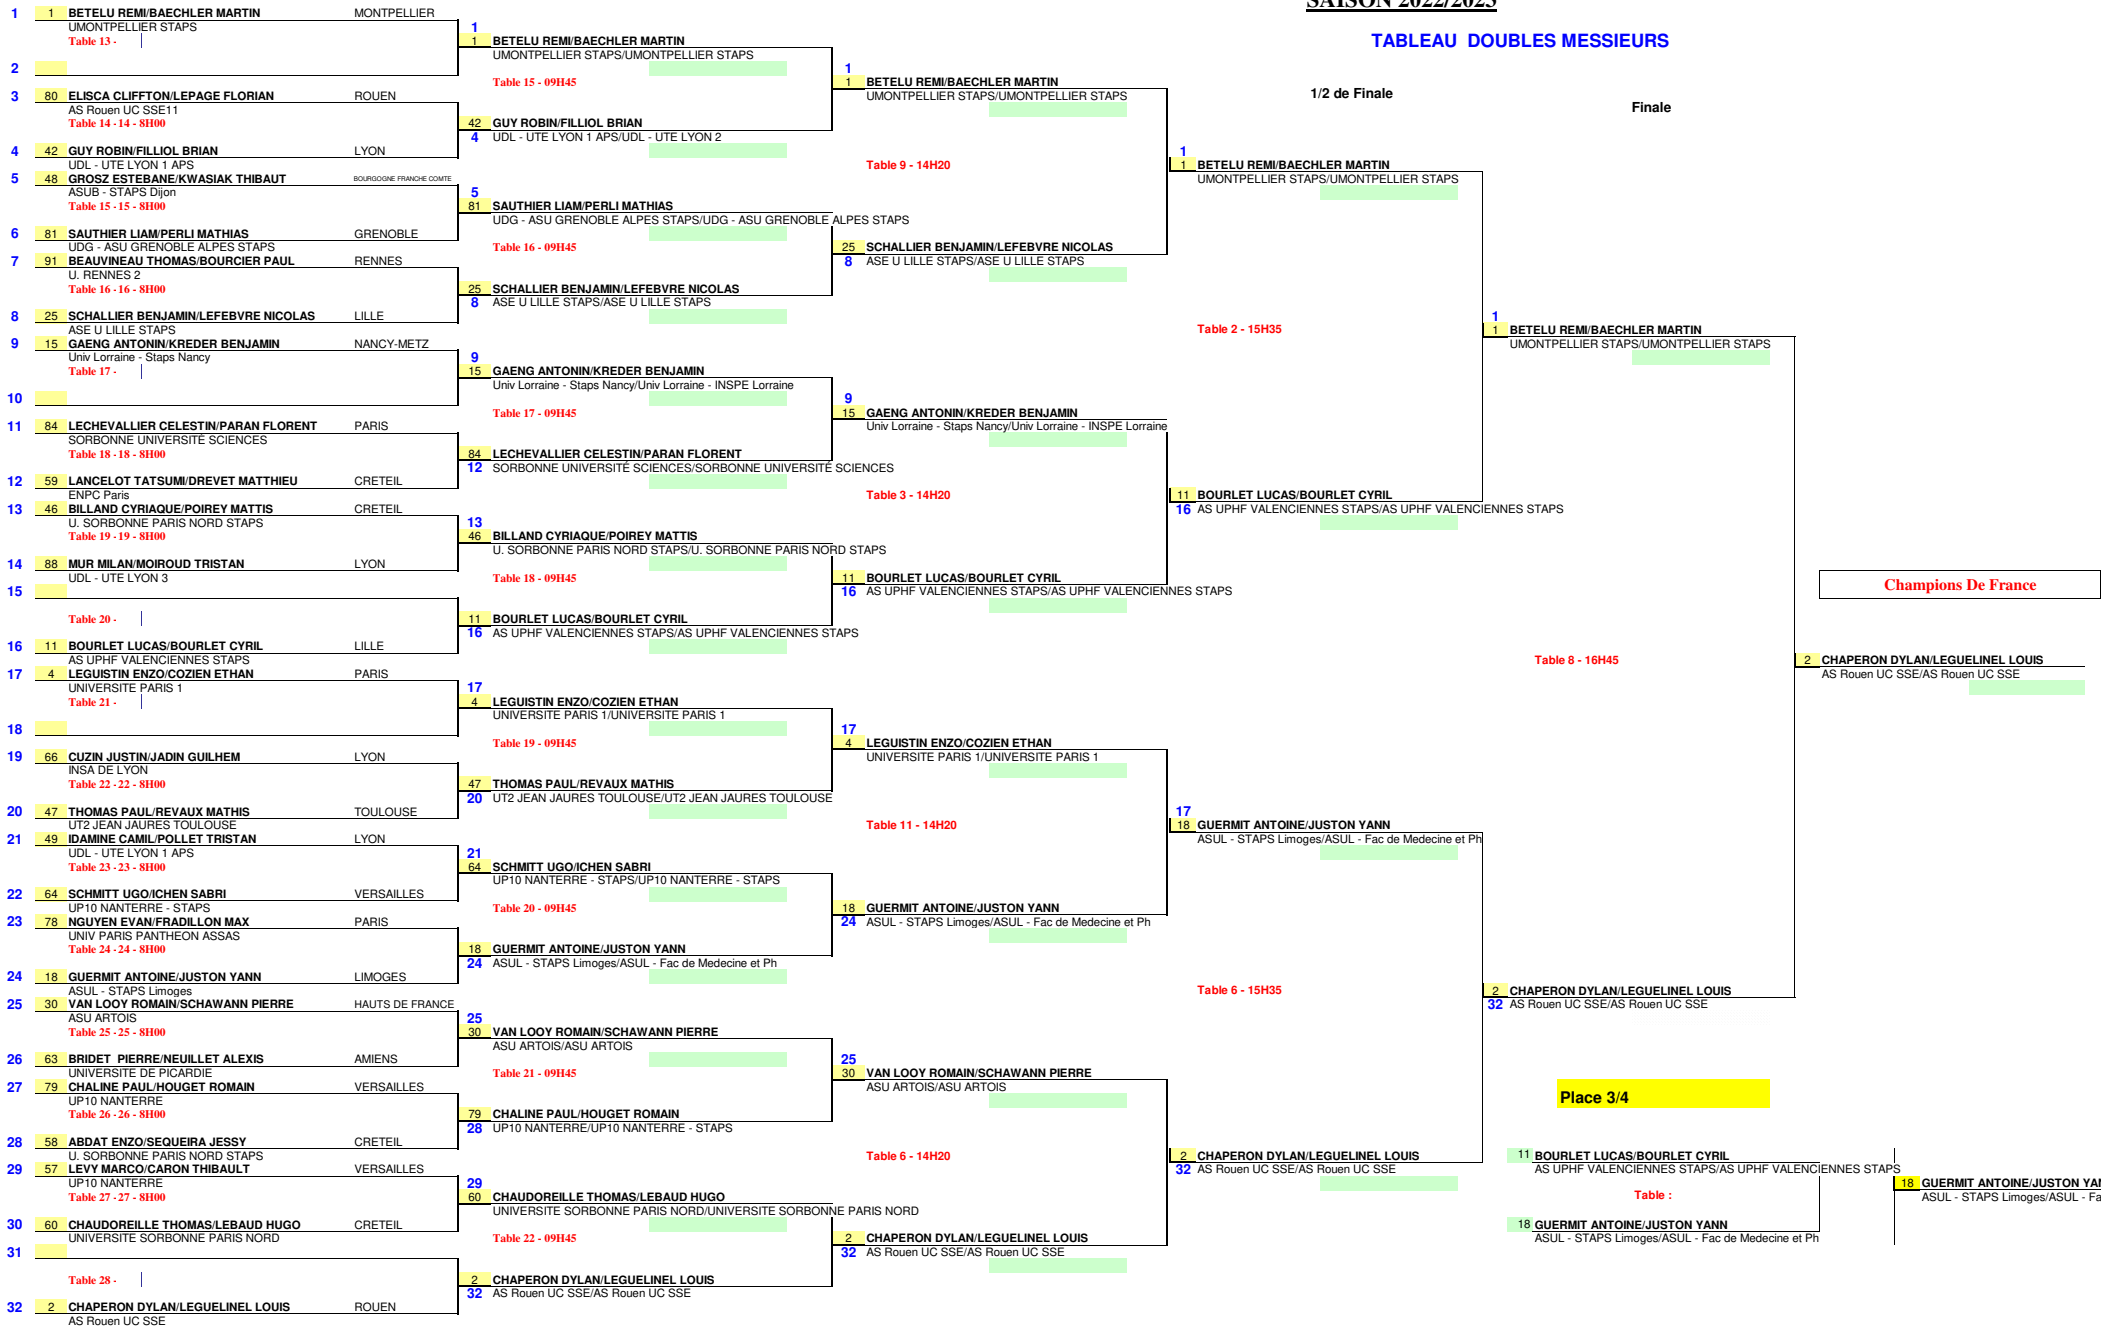 SAISON 2022/2023
TABLEAU  DOUBLES MESSIEURS
1/2 de Finale
Finale
1 1 BETELU REMI/BAECHLER MARTIN MONTPELLIER
UMONTPELLIER STAPS
Table 13 -
2
3 80 ELISCA CLIFFTON/LEPAGE FLORIAN ROUEN
AS Rouen UC SSE11
Table 14 - 14 - 8H00
4 42 GUY ROBIN/FILLIOL BRIAN LYON
UDL - UTE LYON 1 APS
5 48 GROSZ ESTEBANE/KWASIAK THIBAUT BOURGOGNE FRANCHE COMTE
ASUB - STAPS Dijon
Table 15 - 15 - 8H00
6 81 SAUTHIER LIAM/PERLI MATHIAS GRENOBLE
UDG - ASU GRENOBLE ALPES STAPS
7 91 BEAUVINEAU THOMAS/BOURCIER PAUL RENNES
U. RENNES 2
Table 16 - 16 - 8H00
8 25 SCHALLIER BENJAMIN/LEFEBVRE NICOLAS LILLE
ASE U LILLE STAPS
9 15 GAENG ANTONIN/KREDER BENJAMIN NANCY-METZ
Univ Lorraine - Staps Nancy
Table 17 -
10
11 84 LECHEVALLIER CELESTIN/PARAN FLORENT PARIS
SORBONNE UNIVERSITÉ SCIENCES
Table 18 - 18 - 8H00
12 59 LANCELOT TATSUMI/DREVET MATTHIEU CRETEIL
ENPC Paris
13 46 BILLAND CYRIAQUE/POIREY MATTIS CRETEIL
U. SORBONNE PARIS NORD STAPS
Table 19 - 19 - 8H00
14 88 MUR MILAN/MOIROUD TRISTAN LYON
UDL - UTE LYON 3
15
Table 20 -
16 11 BOURLET LUCAS/BOURLET CYRIL LILLE
AS UPHF VALENCIENNES STAPS
17 4 LEGUISTIN ENZO/COZIEN ETHAN PARIS
UNIVERSITE PARIS 1
Table 21 -
18
19 66 CUZIN JUSTIN/JADIN GUILHEM LYON
INSA DE LYON
Table 22 - 22 - 8H00
20 47 THOMAS PAUL/REVAUX MATHIS TOULOUSE
UT2 JEAN JAURES TOULOUSE
21 49 IDAMINE CAMIL/POLLET TRISTAN LYON
UDL - UTE LYON 1 APS
Table 23 - 23 - 8H00
22 64 SCHMITT UGO/ICHEN SABRI VERSAILLES
UP10 NANTERRE - STAPS
23 78 NGUYEN EVAN/FRADILLON MAX PARIS
UNIV PARIS PANTHEON ASSAS
Table 24 - 24 - 8H00
24 18 GUERMIT ANTOINE/JUSTON YANN LIMOGES
ASUL - STAPS Limoges
25 30 VAN LOOY ROMAIN/SCHAWANN PIERRE HAUTS DE FRANCE
ASU ARTOIS
Table 25 - 25 - 8H00
26 63 BRIDET  PIERRE/NEUILLET ALEXIS AMIENS
UNIVERSITE DE PICARDIE
27 79 CHALINE PAUL/HOUGET ROMAIN VERSAILLES
UP10 NANTERRE
Table 26 - 26 - 8H00
28 58 ABDAT ENZO/SEQUEIRA JESSY CRETEIL
U. SORBONNE PARIS NORD STAPS
29 57 LEVY MARCO/CARON THIBAULT VERSAILLES
UP10 NANTERRE
Table 27 - 27 - 8H00
30 60 CHAUDOREILLE THOMAS/LEBAUD HUGO CRETEIL
UNIVERSITE SORBONNE PARIS NORD
31
Table 28 -
32 2 CHAPERON DYLAN/LEGUELINEL LOUIS ROUEN
AS Rouen UC SSE
1
1 BETELU REMI/BAECHLER MARTIN
UMONTPELLIER STAPS/UMONTPELLIER STAPS
Table 15 - 09H45
42 GUY ROBIN/FILLIOL BRIAN
4 UDL - UTE LYON 1 APS/UDL - UTE LYON 2
5
81 SAUTHIER LIAM/PERLI MATHIAS
UDG - ASU GRENOBLE ALPES STAPS/UDG - ASU GRENOBLE ALPES STAPS
Table 16 - 09H45
25 SCHALLIER BENJAMIN/LEFEBVRE NICOLAS
8 ASE U LILLE STAPS/ASE U LILLE STAPS
9
15 GAENG ANTONIN/KREDER BENJAMIN
Univ Lorraine - Staps Nancy/Univ Lorraine - INSPE Lorraine
Table 17 - 09H45
84 LECHEVALLIER CELESTIN/PARAN FLORENT
12 SORBONNE UNIVERSITÉ SCIENCES/SORBONNE UNIVERSITÉ SCIENCES
13
46 BILLAND CYRIAQUE/POIREY MATTIS
U. SORBONNE PARIS NORD STAPS/U. SORBONNE PARIS NORD STAPS
Table 18 - 09H45
11 BOURLET LUCAS/BOURLET CYRIL
16 AS UPHF VALENCIENNES STAPS/AS UPHF VALENCIENNES STAPS
17
4 LEGUISTIN ENZO/COZIEN ETHAN
UNIVERSITE PARIS 1/UNIVERSITE PARIS 1
Table 19 - 09H45
47 THOMAS PAUL/REVAUX MATHIS
20 UT2 JEAN JAURES TOULOUSE/UT2 JEAN JAURES TOULOUSE
21
64 SCHMITT UGO/ICHEN SABRI
UP10 NANTERRE - STAPS/UP10 NANTERRE - STAPS
Table 20 - 09H45
18 GUERMIT ANTOINE/JUSTON YANN
24 ASUL - STAPS Limoges/ASUL - Fac de Medecine et Ph
25
30 VAN LOOY ROMAIN/SCHAWANN PIERRE
ASU ARTOIS/ASU ARTOIS
Table 21 - 09H45
79 CHALINE PAUL/HOUGET ROMAIN
28 UP10 NANTERRE/UP10 NANTERRE - STAPS
29
60 CHAUDOREILLE THOMAS/LEBAUD HUGO
UNIVERSITE SORBONNE PARIS NORD/UNIVERSITE SORBONNE PARIS NORD
Table 22 - 09H45
2 CHAPERON DYLAN/LEGUELINEL LOUIS
32 AS Rouen UC SSE/AS Rouen UC SSE
1
1 BETELU REMI/BAECHLER MARTIN
UMONTPELLIER STAPS/UMONTPELLIER STAPS
Table 9 - 14H20
25 SCHALLIER BENJAMIN/LEFEBVRE NICOLAS
8 ASE U LILLE STAPS/ASE U LILLE STAPS
9
15 GAENG ANTONIN/KREDER BENJAMIN
Univ Lorraine - Staps Nancy/Univ Lorraine - INSPE Lorraine
Table 3 - 14H20
11 BOURLET LUCAS/BOURLET CYRIL
16 AS UPHF VALENCIENNES STAPS/AS UPHF VALENCIENNES STAPS
17
4 LEGUISTIN ENZO/COZIEN ETHAN
UNIVERSITE PARIS 1/UNIVERSITE PARIS 1
Table 11 - 14H20
18 GUERMIT ANTOINE/JUSTON YANN
24 ASUL - STAPS Limoges/ASUL - Fac de Medecine et Ph
25
30 VAN LOOY ROMAIN/SCHAWANN PIERRE
ASU ARTOIS/ASU ARTOIS
Table 6 - 14H20
2 CHAPERON DYLAN/LEGUELINEL LOUIS
32 AS Rouen UC SSE/AS Rouen UC SSE
1
1 BETELU REMI/BAECHLER MARTIN
UMONTPELLIER STAPS/UMONTPELLIER STAPS
Table 2 - 15H35
11 BOURLET LUCAS/BOURLET CYRIL
16 AS UPHF VALENCIENNES STAPS/AS UPHF VALENCIENNES STAPS
17
18 GUERMIT ANTOINE/JUSTON YANN
ASUL - STAPS Limoges/ASUL - Fac de Medecine et Ph
Table 6 - 15H35
2 CHAPERON DYLAN/LEGUELINEL LOUIS
32 AS Rouen UC SSE/AS Rouen UC SSE
1
1 BETELU REMI/BAECHLER MARTIN
UMONTPELLIER STAPS/UMONTPELLIER STAPS
Table 8 - 16H45
2 CHAPERON DYLAN/LEGUELINEL LOUIS
32 AS Rouen UC SSE/AS Rouen UC SSE
Champions De France
2 CHAPERON DYLAN/LEGUELINEL LOUIS
AS Rouen UC SSE/AS Rouen UC SSE
Place 3/4
11 BOURLET LUCAS/BOURLET CYRIL
AS UPHF VALENCIENNES STAPS/AS UPHF VALENCIENNES STAPS
Table :
18 GUERMIT ANTOINE/JUSTON YANN
ASUL - STAPS Limoges/ASUL - Fac de Medecine et Ph
18 GUERMIT ANTOINE/JUSTON YAN
ASUL - STAPS Limoges/ASUL - Fa